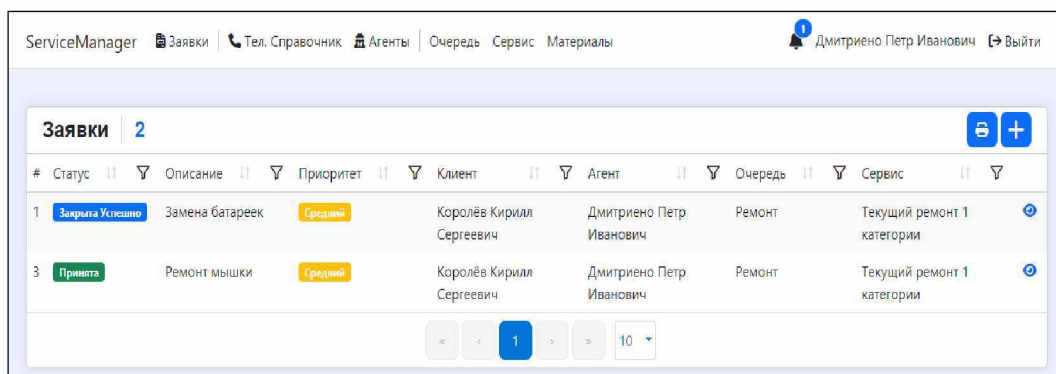 ServiceManager Заявки Тел. Справочник Агенты Очередь Сервис Материалы 1 Дмитриено Петр Иванович Выйти
Заявки 2
# Статус Описание Приоритет Клиент Агент Очередь Сервис
1 Закрыта Успешно Замена батареек Средний Королёв Кирилл Дмитриено Петр Ремонт Текущий ремонт 1
Сергеевич Иванович категории
3 Принята Ремонт мышки Средний Королёв Кирилл Дмитриено Петр Ремонт Текущий ремонт 1
Сергеевич Иванович категории
« ‹ 1 › » 10